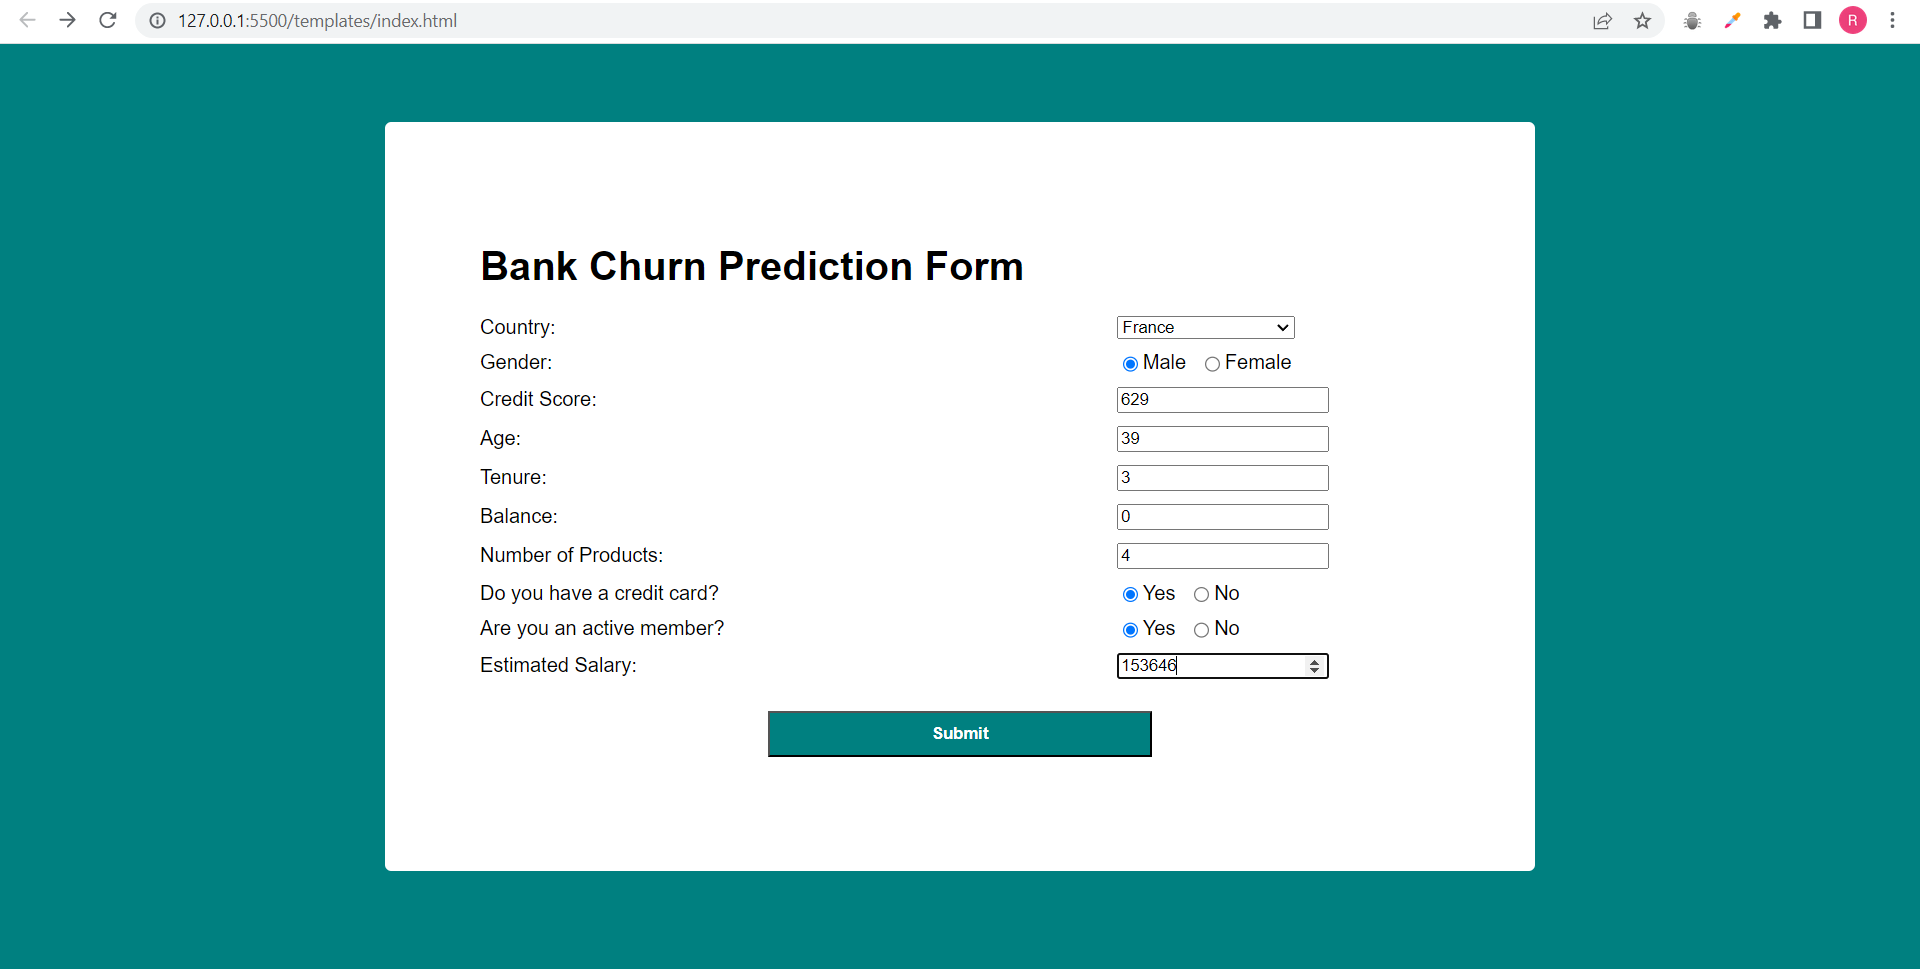 127.0.0.1:5500/templates/index.html
R
Bank Churn Prediction Form
Country: France
Gender: Male Female
Credit Score: 629
Age: 39
Tenure: 3
Balance: 0
Number of Products: 4
Do you have a credit card? Yes No
Are you an active member? Yes No
Estimated Salary: 153646
Submit